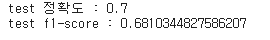 test 정확도 : 0.7
test f1-score : 0.6810344827586207